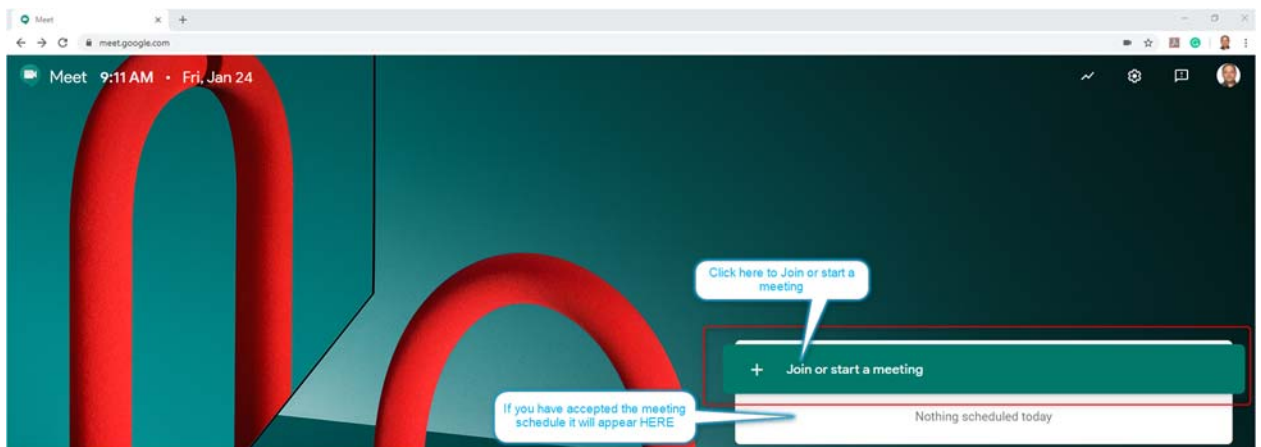 Meet
meet.google.com
Meet 9:11 AM • Fri, Jan 24
Click here to Join or start a
meeting
+ Join or start a meeting
If you have accepted the meeting
schedule it will appear HERE
Nothing scheduled today